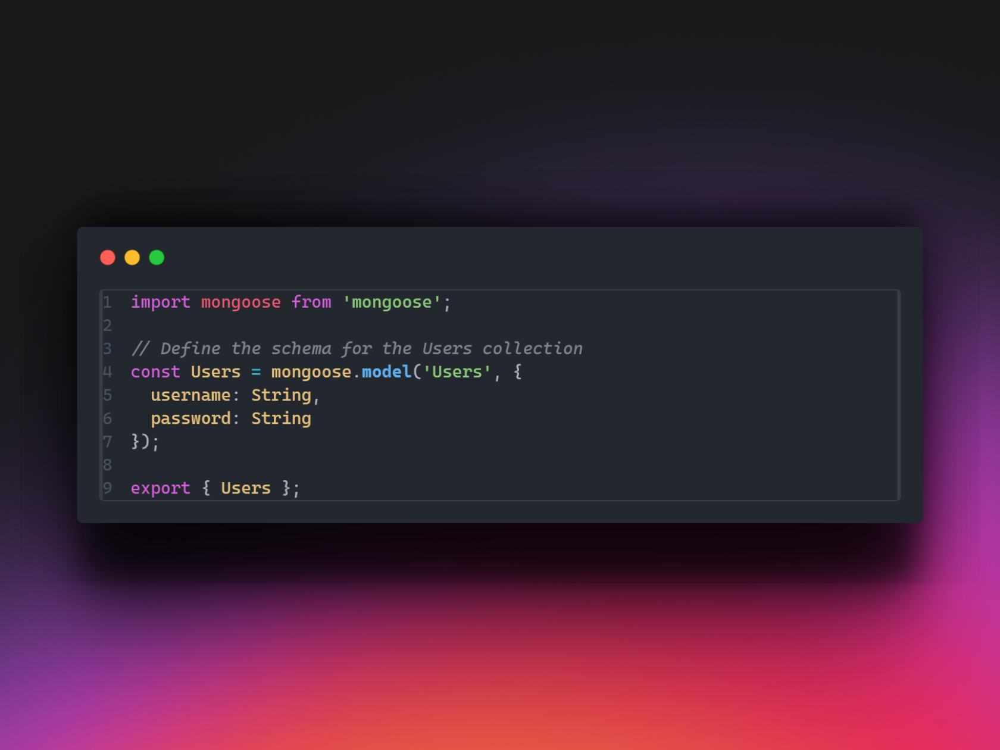 1 import mongoose from 'mongoose';
2
3 // Define the schema for the Users collection
4 const Users = mongoose.model('Users', {
5   username: String,
6   password: String
7 });
8
9 export { Users };